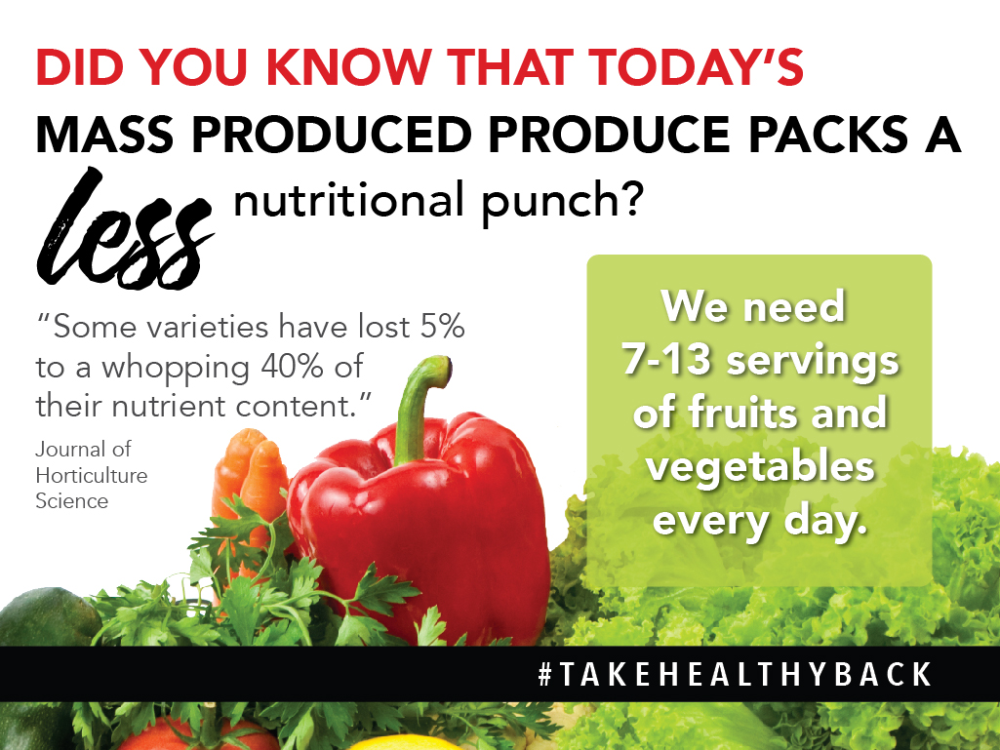 DID YOU KNOW THAT TODAY’S
MASS PRODUCED PRODUCE PACKS A
less nutritional punch?
“Some varieties have lost 5%
to a whopping 40% of
their nutrient content.”
Journal of
Horticulture
Science
We need
7-13 servings
of fruits and
vegetables
every day.
#TAKEHEALTHYBACK